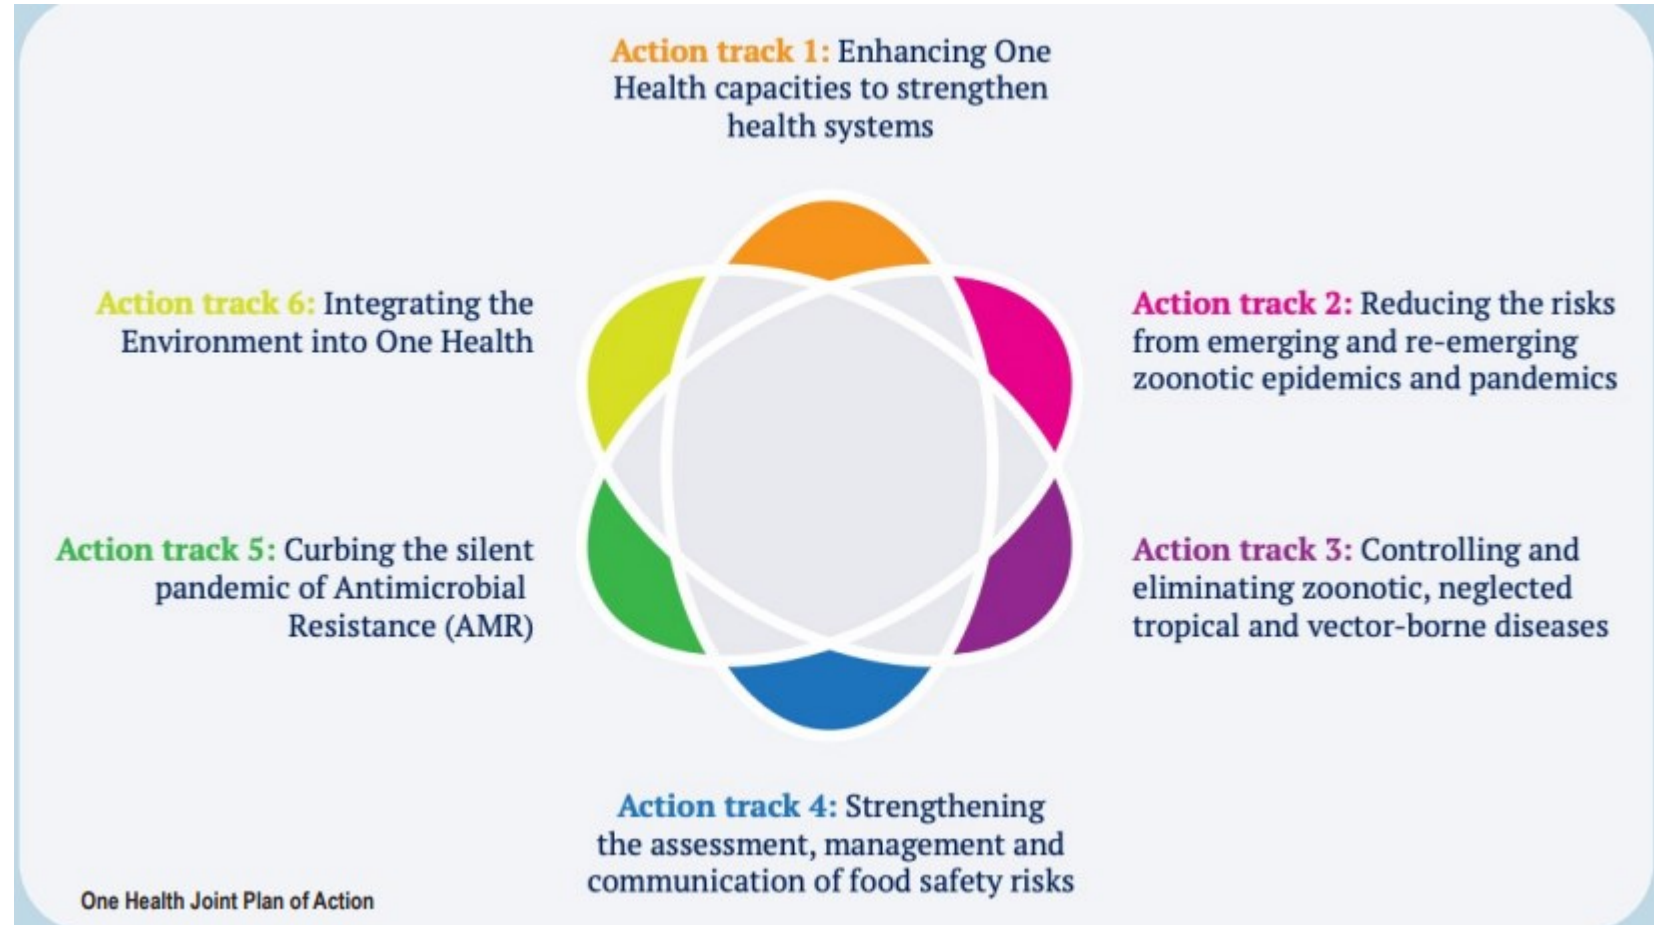 Action track 1: Enhancing One
Health capacities to strengthen
health systems
Action track 2: Reducing the risks
from emerging and re-emerging
zoonotic epidemics and pandemics
Action track 3: Controlling and
eliminating zoonotic, neglected
tropical and vector-borne diseases
Action track 4: Strengthening
the assessment, management and
communication of food safety risks
Action track 5: Curbing the silent
pandemic of Antimicrobial
Resistance (AMR)
Action track 6: Integrating the
Environment into One Health
One Health Joint Plan of Action